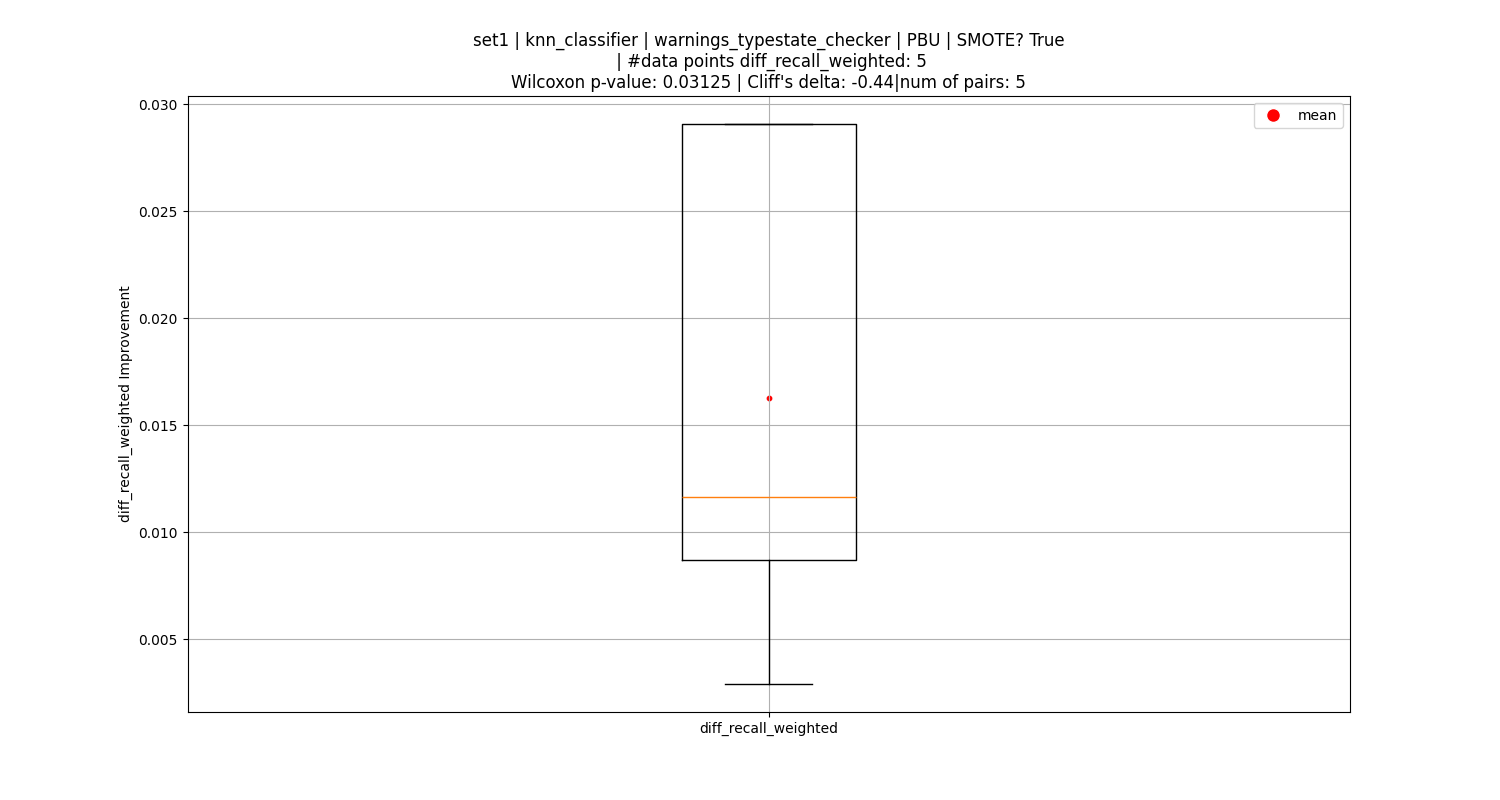 set1 | knn_classifier | warnings_typestate_checker | PBU | SMOTE? True
| #data points diff_recall_weighted: 5
Wilcoxon p-value: 0.03125 | Cliff's delta: -0.44|num of pairs: 5
mean
0.030
0.025
0.020
0.015
0.010
0.005
diff_recall_weighted Improvement
diff_recall_weighted